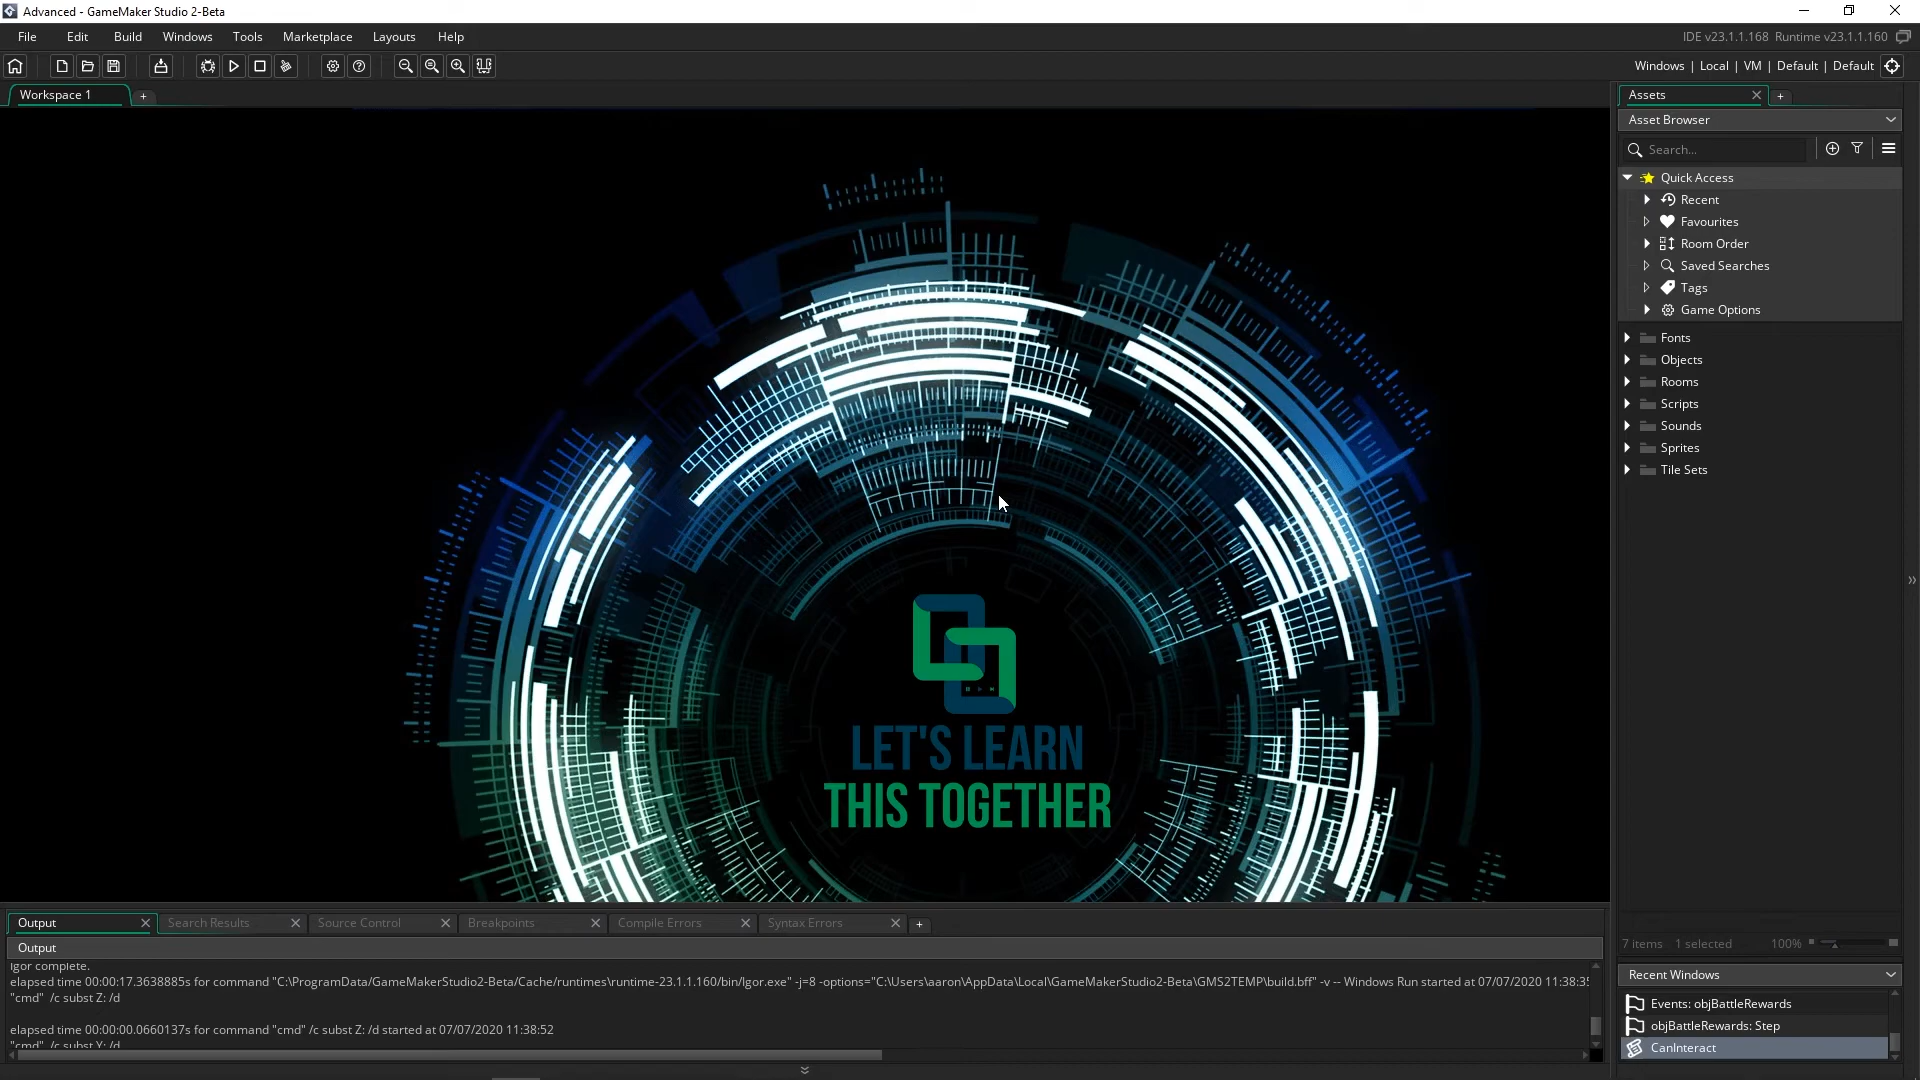 Advanced - GameMaker Studio 2-Beta
File Edit Build Windows Tools Marketplace Layouts Help
IDE v23.1.1.168 Runtime v23.1.1.160
Windows | Local | VM | Default | Default
Workspace 1
Assets
Asset Browser
Search...
Quick Access
Recent
Favourites
Room Order
Saved Searches
Tags
Game Options
Fonts
Objects
Rooms
Scripts
Sounds
Sprites
Tile Sets
LET'S LEARN
THIS TOGETHER
7 items 1 selected 100%
Output Search Results Source Control Breakpoints Compile Errors Syntax Errors
Output
Igor complete.
elapsed time 00:00:17.3638885s for command "C:\ProgramData/GameMakerStudio2-Beta/Cache/runtimes\runtime-23.1.1.160/bin/Igor.exe" -j=8 -options="C:\Users\aaron\AppData\Local\GameMakerStudio2-Beta\GMS2TEMP\build.bff" -v -- Windows Run started at 07/07/2020 11:38:35
"cmd" /c subst Z: /d
elapsed time 00:00:00.0660137s for command "cmd" /c subst Z: /d started at 07/07/2020 11:38:52
"cmd" /c subst Y: /d
Recent Windows
Events: objBattleRewards
objBattleRewards: Step
CanInteract